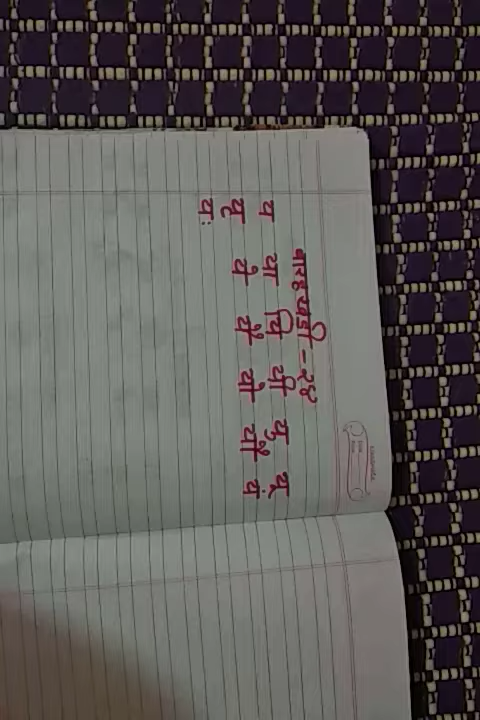 बारहखडी - २४
य या यि यी यु यू
यृ ये यै यो यौ यं
यः